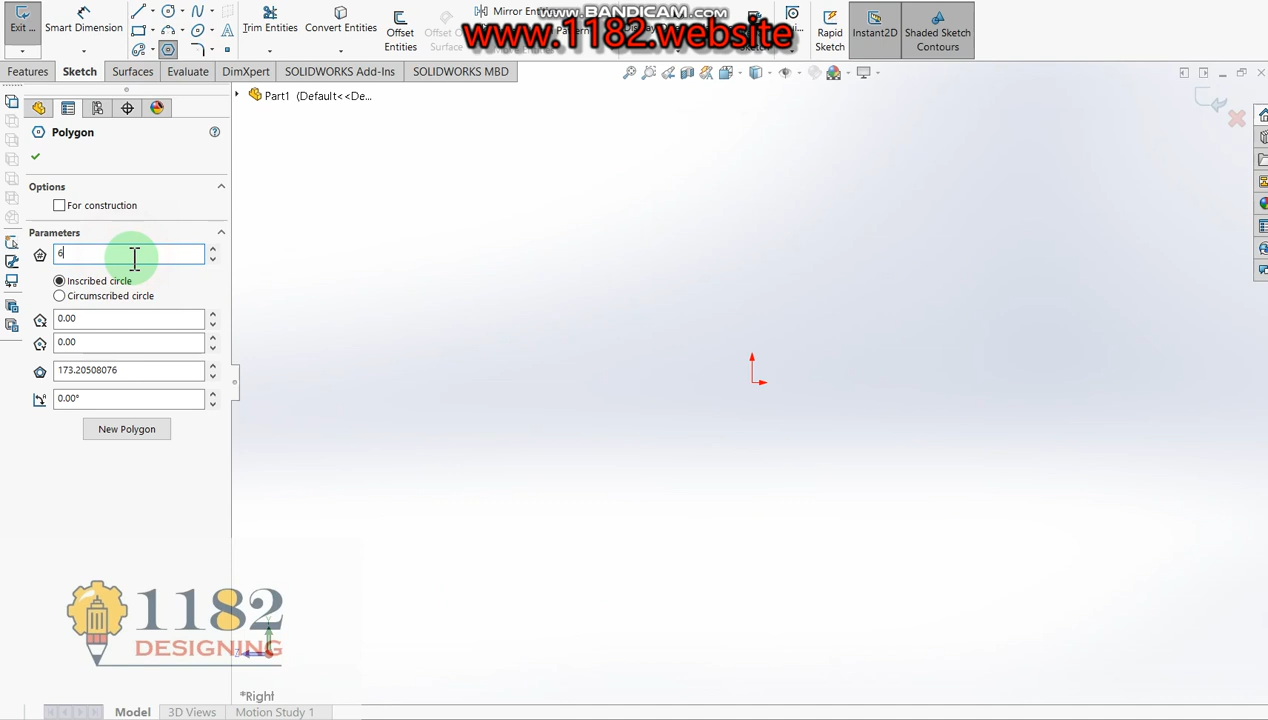 www.BANDICAM.com
www.1182.website
Exit ...
Smart Dimension
Trim Entities
Convert Entities
Offset Entities
Offset
Surface
Mirror Entities
Rapid Sketch
Instant2D
Shaded Sketch Contours
Features
Sketch
Surfaces
Evaluate
DimXpert
SOLIDWORKS Add-Ins
SOLIDWORKS MBD
Part1 (Default<<De...
Polygon
Options
For construction
Parameters
6
Inscribed circle
Circumscribed circle
0.00
0.00
173.20508076
0.00°
New Polygon
1182
DESIGNING
Y
Z
*Right
Model
3D Views
Motion Study 1